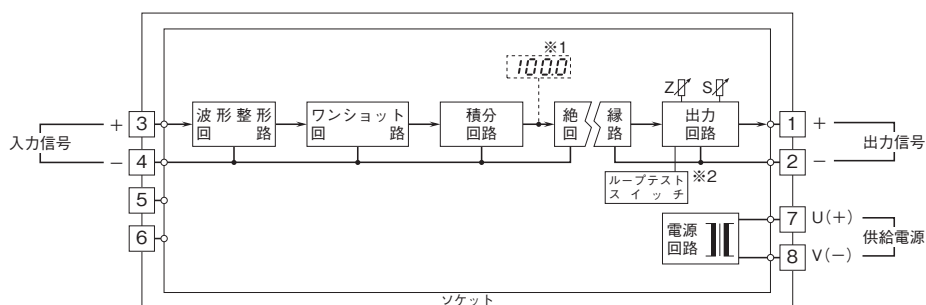 ※1
100.0
Z S
波形整形
回　路
ワンショット
回　路
積分
回路
絶 縁
回 路
出力
回路
入力信号
+ 3
− 4
5
6
1 +
2 −
出力信号
ループテスト
スイッチ
※2
電源
回路
7 U(+)
8 V(−)
供給電源
ソケット